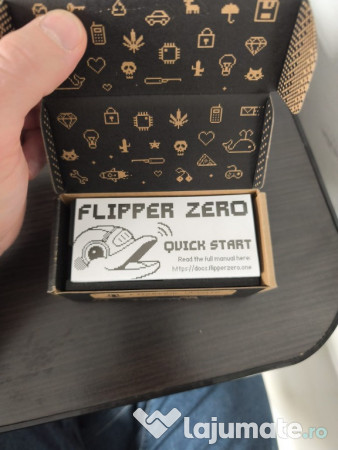 FLIPPER ZERO
QUICK START
Read the full manual here:
https://docs.flipperzero.one
lajumate.ro